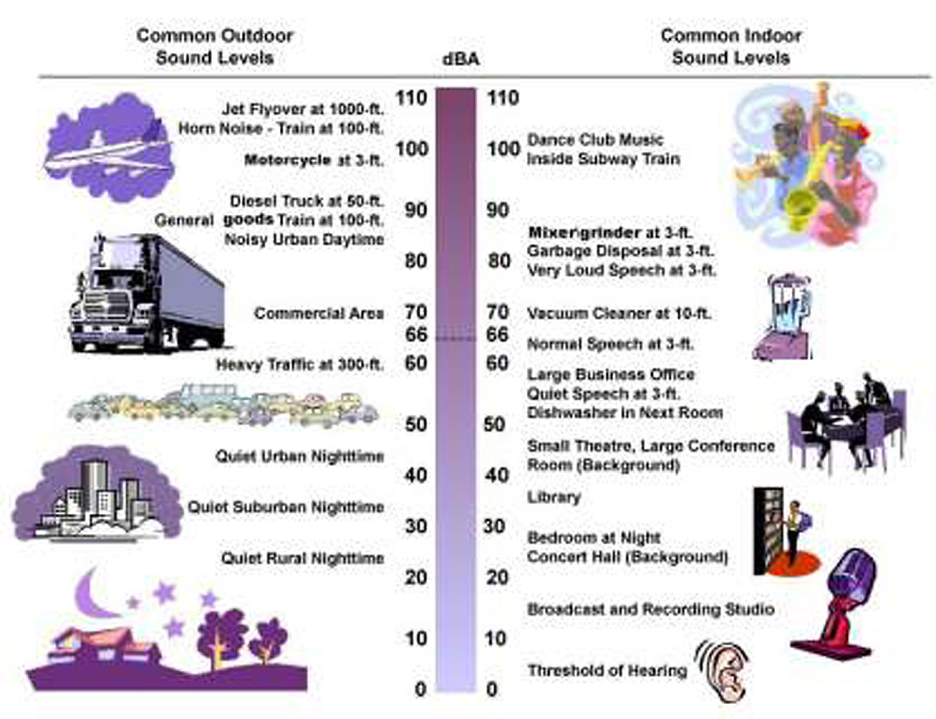 Common Outdoor
Sound Levels
dBA
Common Indoor
Sound Levels
110 110
Jet Flyover at 1000-ft.
Horn Noise - Train at 100-ft.
Motorcycle at 3-ft.
100 100
Dance Club Music
Inside Subway Train
Diesel Truck at 50-ft.
General goods Train at 100-ft.
Noisy Urban Daytime
90 90
Mixer\grinder at 3-ft.
Garbage Disposal at 3-ft.
Very Loud Speech at 3-ft.
80 80
Commercial Area
70 70
Vacuum Cleaner at 10-ft.
66 66
Normal Speech at 3-ft.
Heavy Traffic at 300-ft.
60 60
Large Business Office
Quiet Speech at 3-ft.
Dishwasher in Next Room
50 50
Quiet Urban Nighttime
Small Theatre, Large Conference
Room (Background)
40 40
Quiet Suburban Nighttime
Library
30 30
Quiet Rural Nighttime
Bedroom at Night
Concert Hall (Background)
20 20
Broadcast and Recording Studio
10 10
Threshold of Hearing
0 0